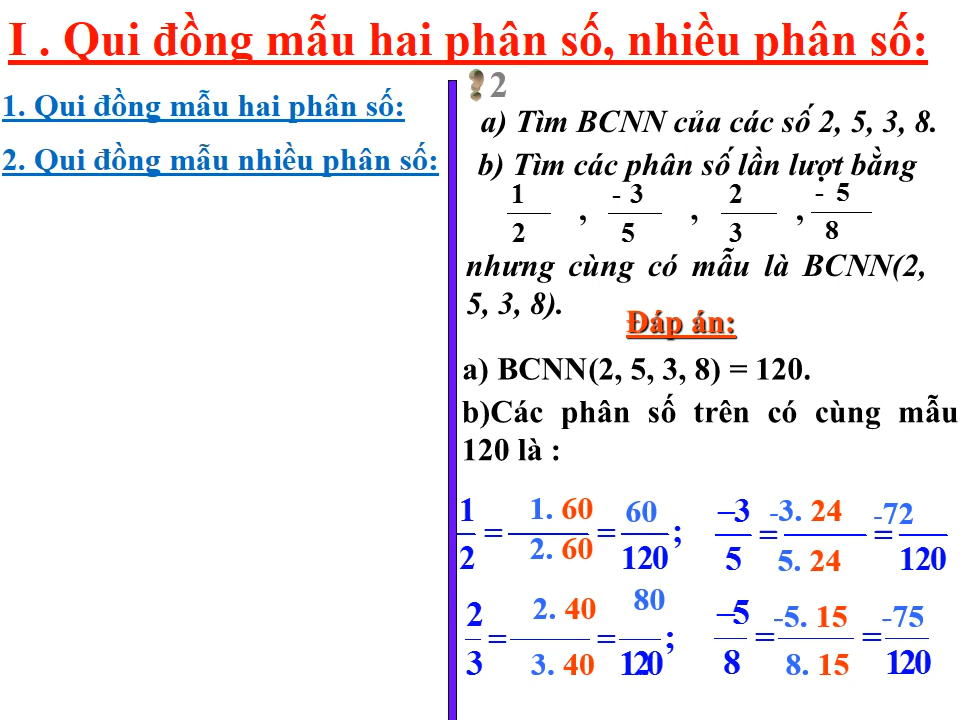 I . Qui đồng mẫu hai phân số, nhiều phân số:
1. Qui đồng mẫu hai phân số:
2. Qui đồng mẫu nhiều phân số:
?2
a) Tìm BCNN của các số 2, 5, 3, 8.
b) Tìm các phân số lần lượt bằng
1/2 , - 3/5 , 2/3 , - 5/8
nhưng cùng có mẫu là BCNN(2,
5, 3, 8).
Đáp án:
a) BCNN(2, 5, 3, 8) = 120.
b)Các phân số trên có cùng mẫu
120 là :
1/2 = 1. 60/2. 60 = 60/120 ; –3/5 = -3. 24/5. 24 = -72/120
2/3 = 2. 40/3. 40 = 80/120 ; –5/8 = -5. 15/8. 15 = -75/120